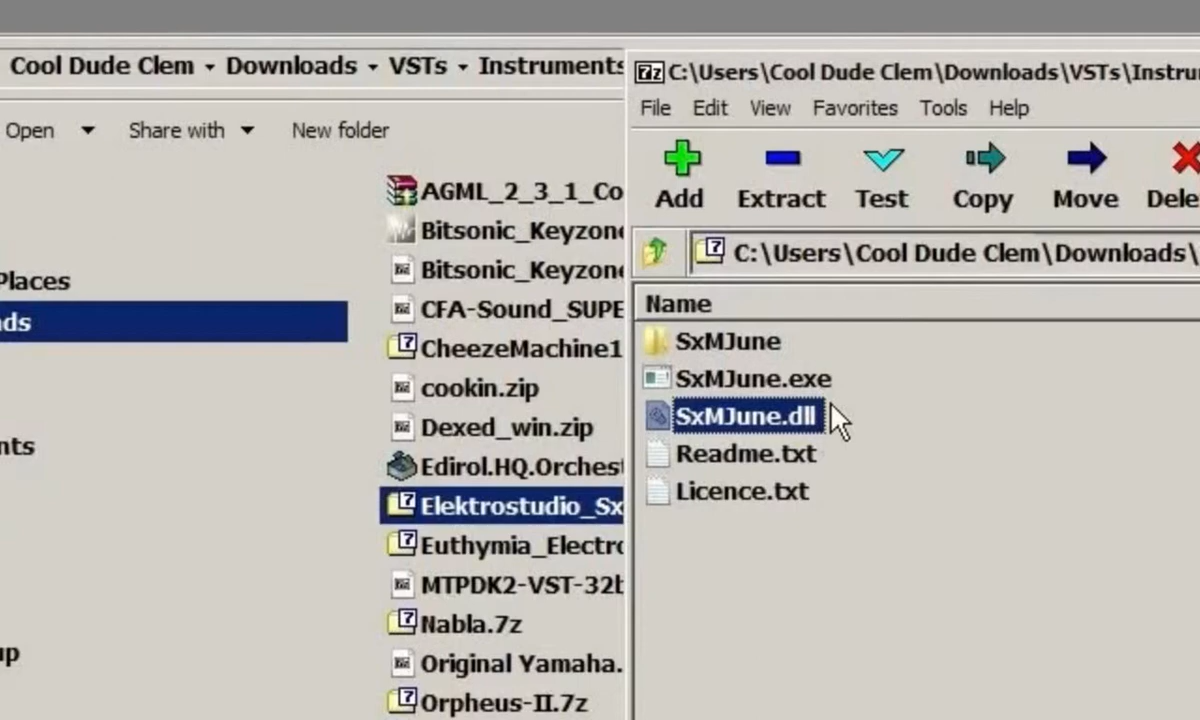 Cool Dude Clem Downloads VSTs Instruments
Open Share with New folder
Places
ads
nts
up
AGML_2_3_1_Co
Bitsonic_Keyzone
Bitsonic_Keyzone
CFA-Sound_SUPE
CheezeMachine1
cookin.zip
Dexed_win.zip
Edirol.HQ.Orchest
Elektrostudio_Sx
Euthymia_Electro
MTPDK2-VST-32b
Nabla.7z
Original Yamaha.
Orpheus-II.7z
7z C:\Users\Cool Dude Clem\Downloads\VSTs\Instru
File Edit View Favorites Tools Help
Add Extract Test Copy Move Dele
C:\Users\Cool Dude Clem\Downloads\
Name
SxMJune
SxMJune.exe
SxMJune.dll
Readme.txt
Licence.txt